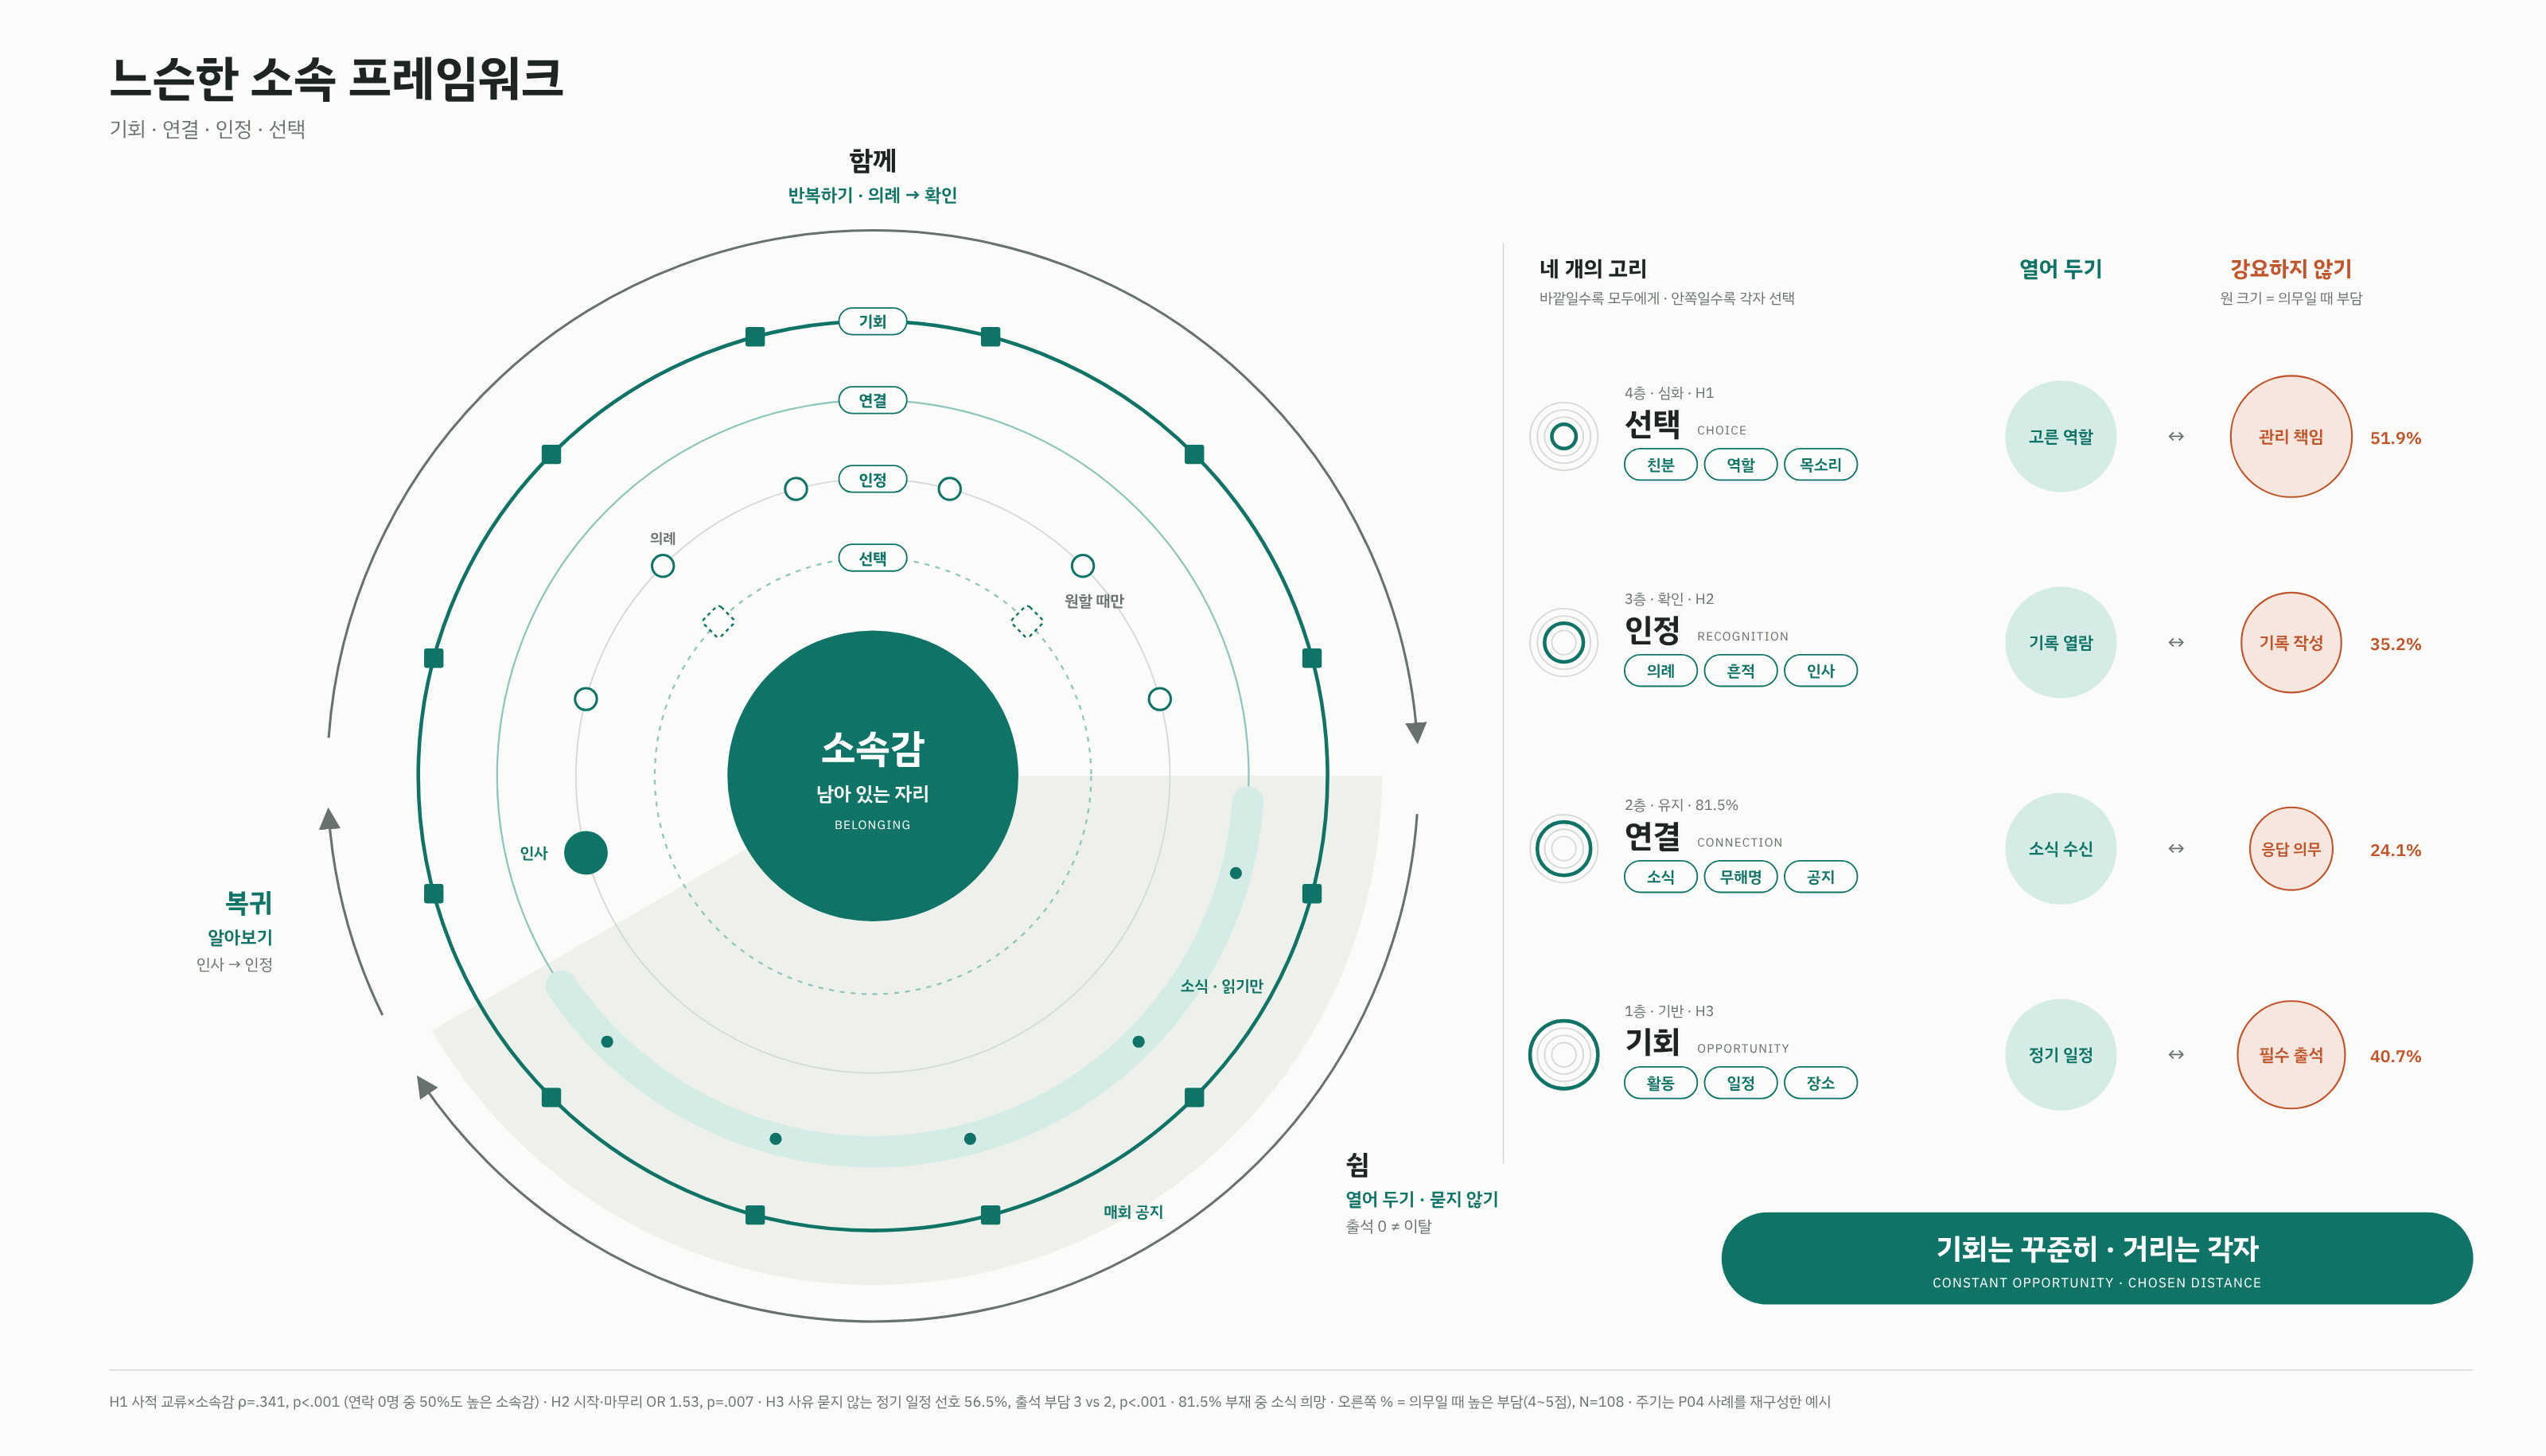 느슨한 소속 프레임워크
기회 · 연결 · 인정 · 선택
함께
반복하기 · 의례 → 확인
기회
연결
인정
의례
선택
원할 때만
소속감
남아 있는 자리
BELONGING
인사
복귀
알아보기
인사 → 인정
소식 · 읽기만
매회 공지
쉼
열어 두기 · 묻지 않기
출석 0 ≠ 이탈
네 개의 고리
바깥일수록 모두에게 · 안쪽일수록 각자 선택
열어 두기
강요하지 않기
원 크기 = 의무일 때 부담
4층 · 심화 · H1
선택 CHOICE
친분 역할 목소리
고른 역할 ↔ 관리 책임 51.9%
3층 · 확인 · H2
인정 RECOGNITION
의례 흔적 인사
기록 열람 ↔ 기록 작성 35.2%
2층 · 유지 · 81.5%
연결 CONNECTION
소식 무해명 공지
소식 수신 ↔ 응답 의무 24.1%
1층 · 기반 · H3
기회 OPPORTUNITY
활동 일정 장소
정기 일정 ↔ 필수 출석 40.7%
기회는 꾸준히 · 거리는 각자
CONSTANT OPPORTUNITY · CHOSEN DISTANCE
H1 사적 교류×소속감 ρ=.341, p<.001 (연락 0명 중 50%도 높은 소속감) · H2 시작·마무리 OR 1.53, p=.007 · H3 사유 묻지 않는 정기 일정 선호 56.5%, 출석 부담 3 vs 2, p<.001 · 81.5% 부재 중 소식 희망 · 오른쪽 % = 의무일 때 높은 부담(4~5점), N=108 · 주기는 P04 사례를 재구성한 예시